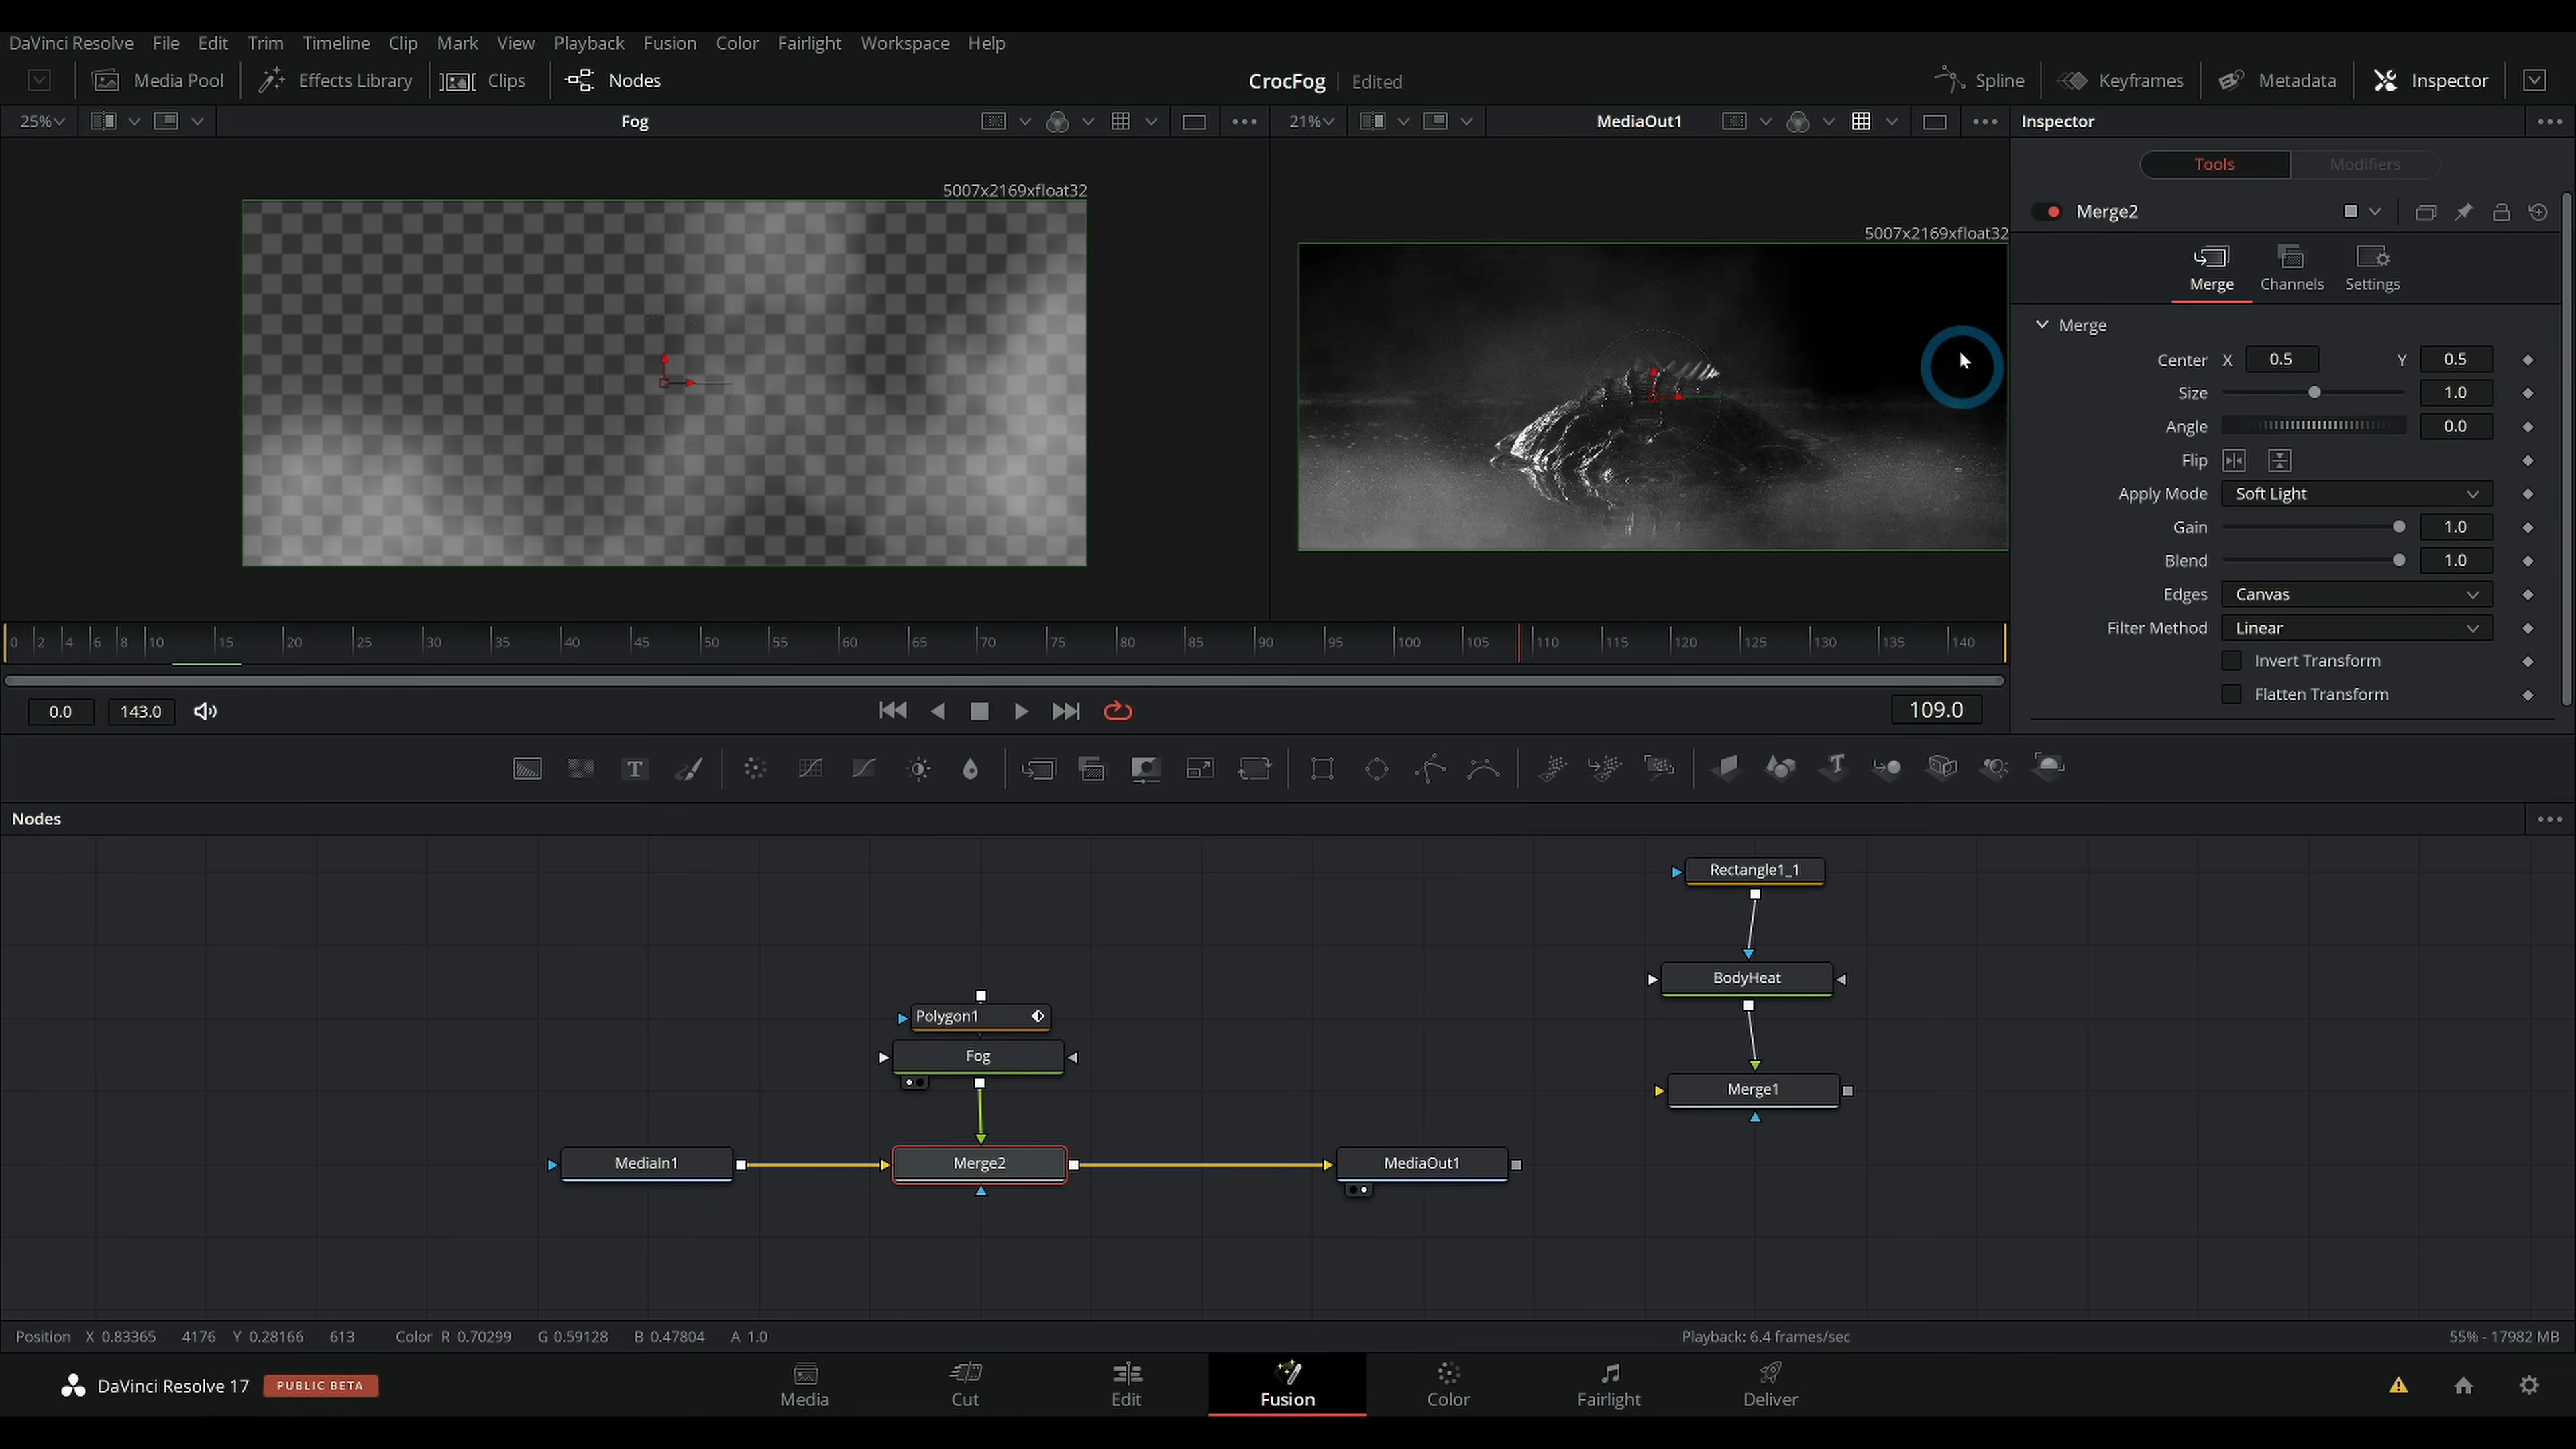 DaVinci Resolve File Edit Trim Timeline Clip Mark View Playback Fusion Color Fairlight Workspace Help
Media Pool Effects Library Clips Nodes CrocFog Edited Spline Keyframes Metadata Inspector
25% Fog 21% MediaOut1 Inspector
Tools Modifiers
5007x2169xfloat32
Merge2
5007x2169xfloat32
Merge Channels Settings
Merge
Center X 0.5 Y 0.5
Size 1.0
Angle 0.0
Flip
Apply Mode Soft Light
Gain 1.0
Blend 1.0
Edges Canvas
Filter Method Linear
Invert Transform
Flatten Transform
0 2 4 6 8 10 15 20 25 30 35 40 45 50 55 60 65 70 75 80 85 90 95 100 105 110 115 120 125 130 135 140
0.0 143.0 109.0
T T
Nodes
Rectangle1_1
BodyHeat
Polygon1
Fog
Merge1
MediaIn1 Merge2 MediaOut1
Position X 0.83365 4176 Y 0.28166 613 Color R 0.70299 G 0.59128 B 0.47804 A 1.0 Playback: 6.4 frames/sec 55% - 17982 MB
DaVinci Resolve 17 PUBLIC BETA Media Cut Edit Fusion Color Fairlight Deliver